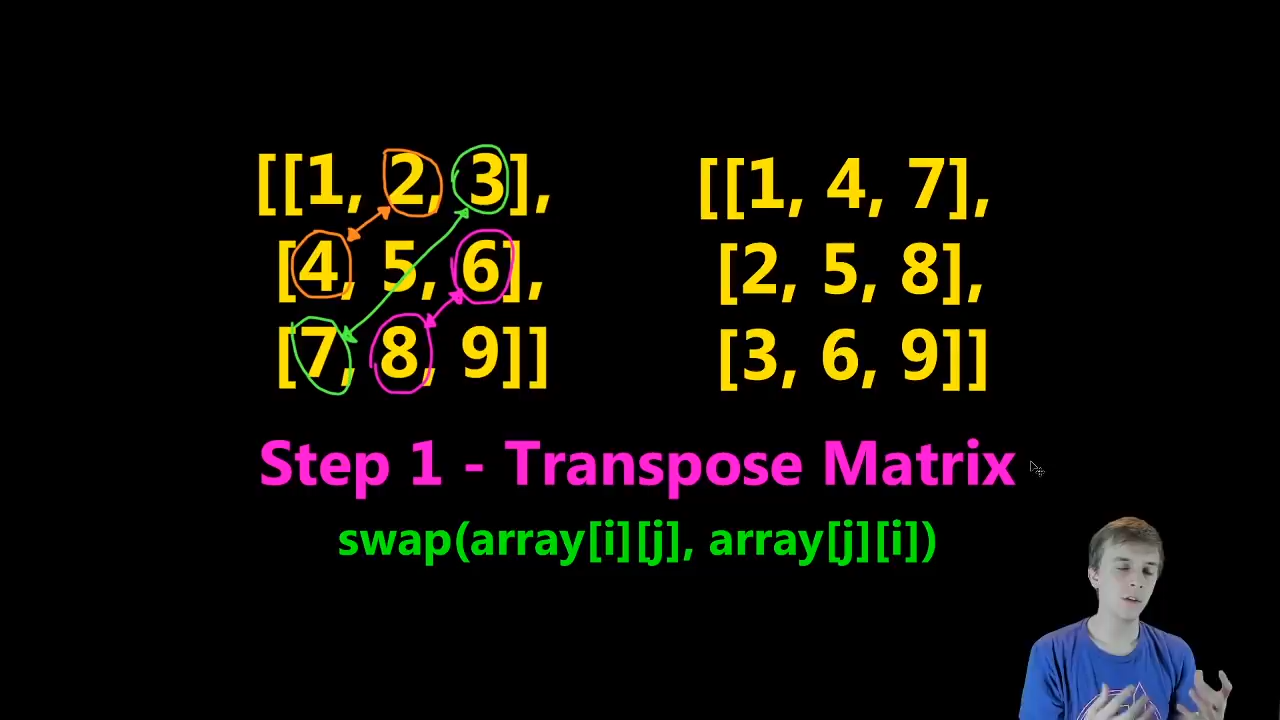 [[1, 2, 3],
[4, 5, 6],
[7, 8, 9]]
[[1, 4, 7],
[2, 5, 8],
[3, 6, 9]]
Step 1 - Transpose Matrix
swap(array[i][j], array[j][i])